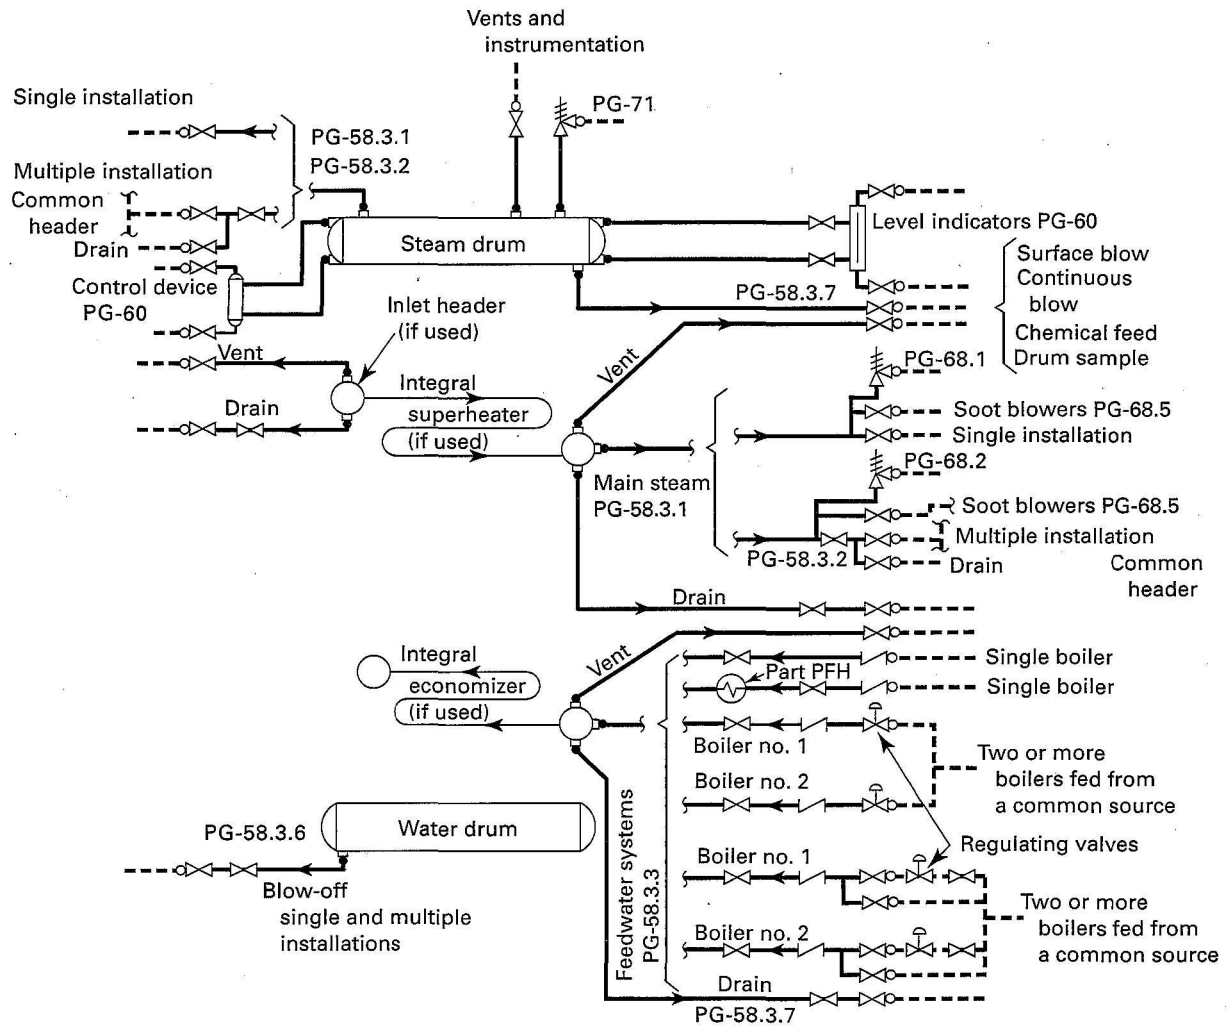 Vents and
instrumentation
Single installation
PG-71
PG-58.3.1
PG-58.3.2
Multiple installation
Common
header
Drain
Steam drum
Level indicators PG-60
Control device
PG-60
Surface blow
Continuous
blow
Chemical feed
Drum sample
PG-58.3.7
Inlet header
(if used)
Vent
Drain
Integral
superheater
(if used)
Vent
PG-68.1
Soot blowers PG-68.5
Single installation
Main steam
PG-58.3.1
PG-68.2
Soot blowers PG-68.5
Multiple installation
PG-58.3.2
Drain
Common
header
Drain
Vent
Integral
economizer
(if used)
Single boiler
Part PFH
Single boiler
Boiler no. 1
Boiler no. 2
Two or more
boilers fed from
a common source
Regulating valves
Water drum
PG-58.3.6
Blow-off
single and multiple
installations
Feedwater systems
PG-58.3.3
Boiler no. 1
Boiler no. 2
Two or more
boilers fed from
a common source
Drain
PG-58.3.7